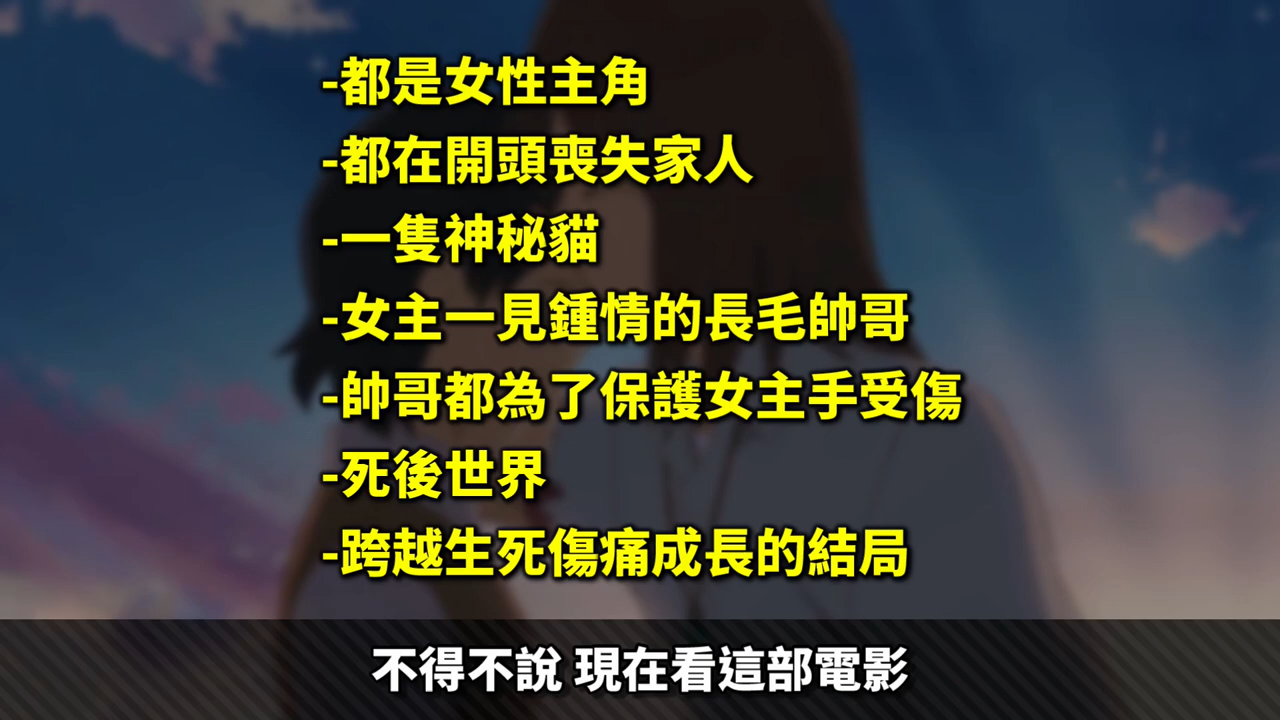 -都是女性主角
-都在開頭喪失家人
-一隻神秘貓
-女主一見鍾情的長毛帥哥
-帥哥都為了保護女主手受傷
-死後世界
-跨越生死傷痛成長的結局
不得不說 現在看這部電影